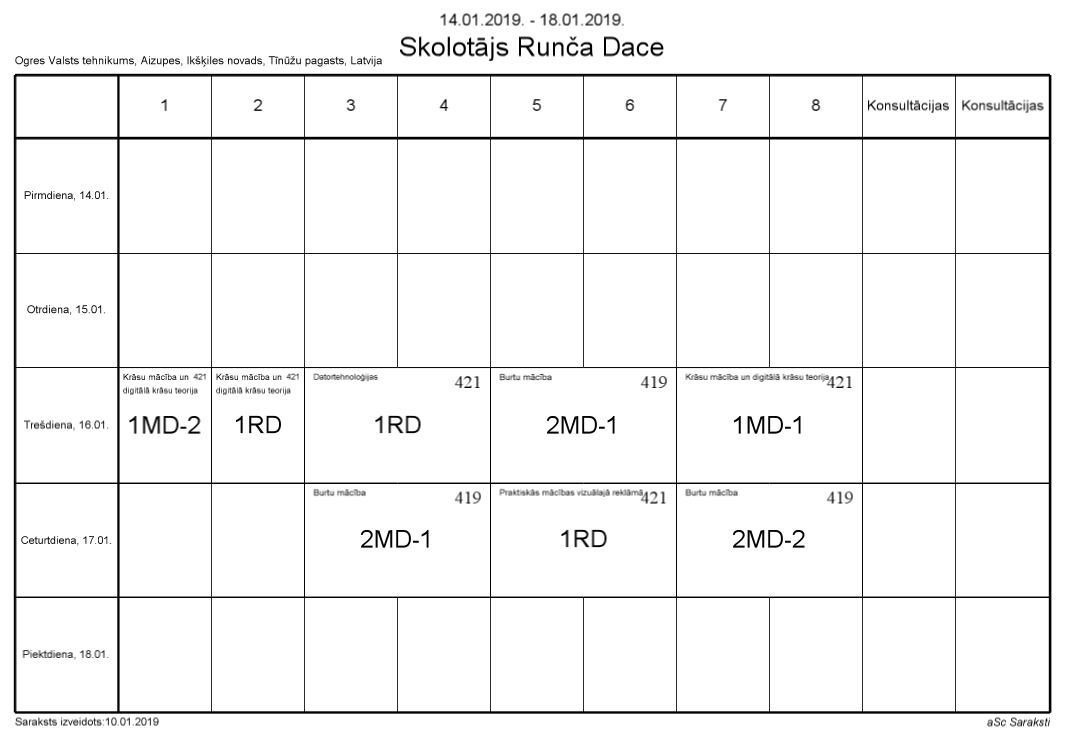 14.01.2019. - 18.01.2019.
Skolotājs Runča Dace
Ogres Valsts tehnikums, Aizupes, Ikšķiles novads, Tīnūžu pagasts, Latvija
1 2 3 4 5 6 7 8 Konsultācijas Konsultācijas
Pirmdiena, 14.01.
Otrdiena, 15.01.
Trešdiena, 16.01.
Krāsu mācība un 421
digitālā krāsu teorija
1MD-2
Krāsu mācība un 421
digitālā krāsu teorija
1RD
Datortehnoloģijas 421
1RD
Burtu mācība 419
2MD-1
Krāsu mācība un digitālā krāsu teorija 421
1MD-1
Ceturtdiena, 17.01.
Burtu mācība 419
2MD-1
Praktiskās mācības vizuālajā reklāmā 421
1RD
Burtu mācība 419
2MD-2
Piektdiena, 18.01.
Saraksts izveidots:10.01.2019
aSc Saraksti